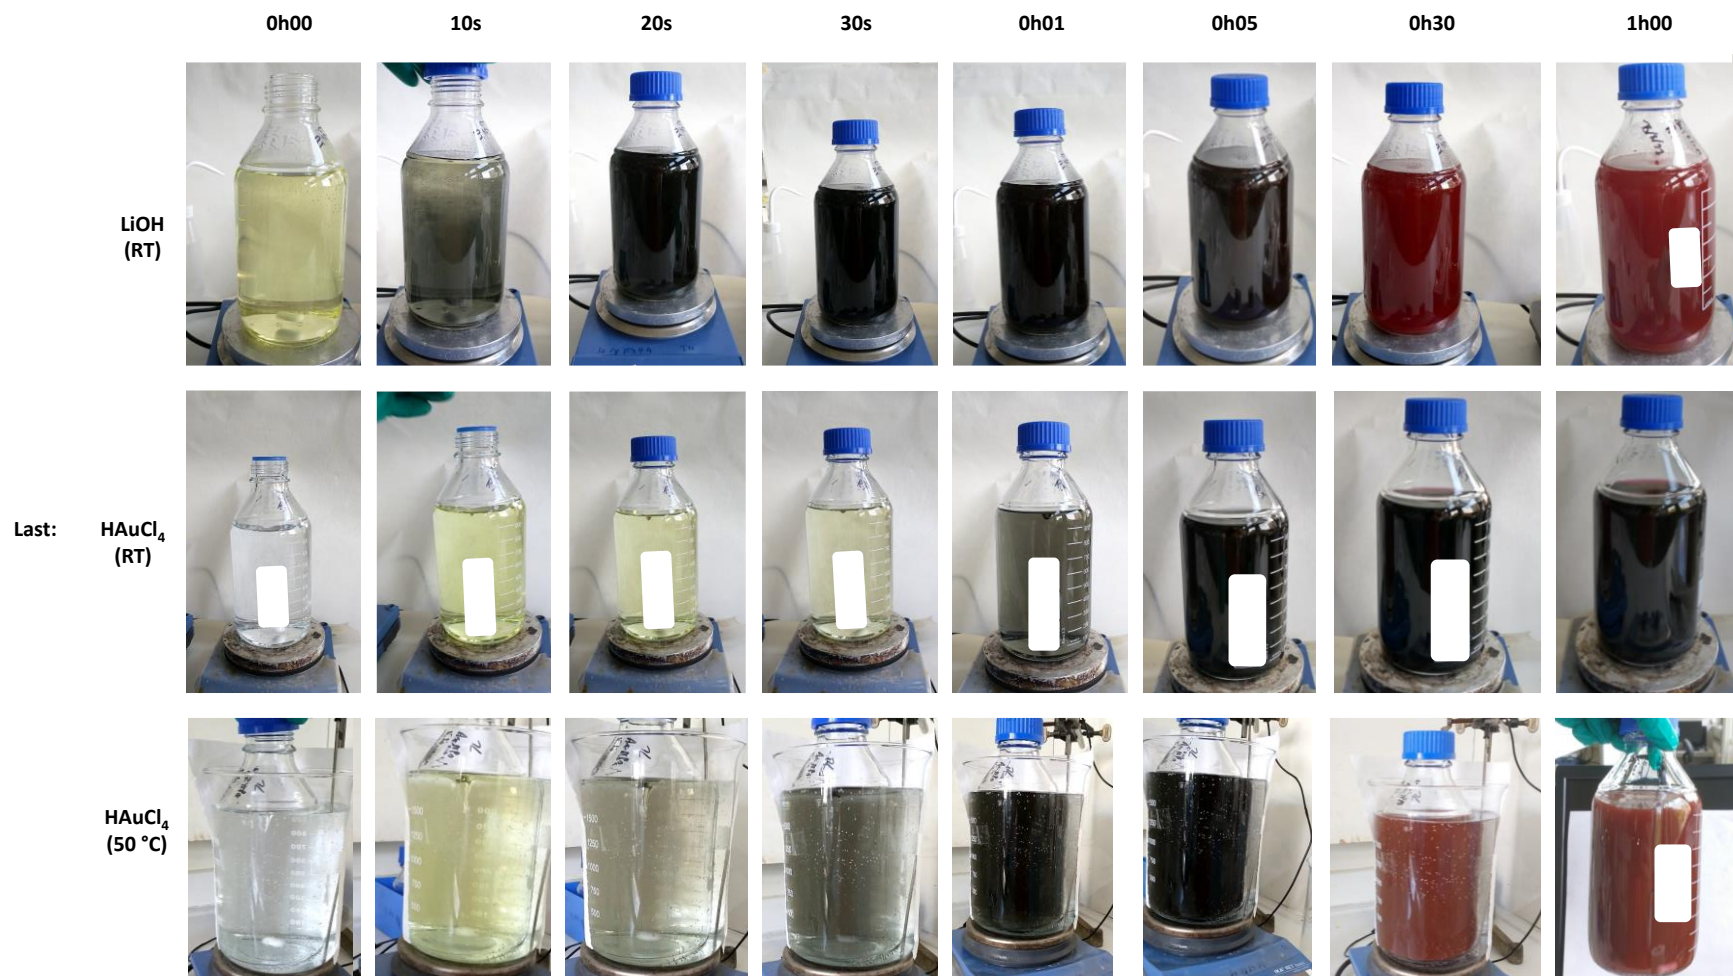 0h00 10s 20s 30s 0h01 0h05 0h30 1h00
LiOH
(RT)
Last: HAuCl₄
(RT)
HAuCl₄
(50 °C)